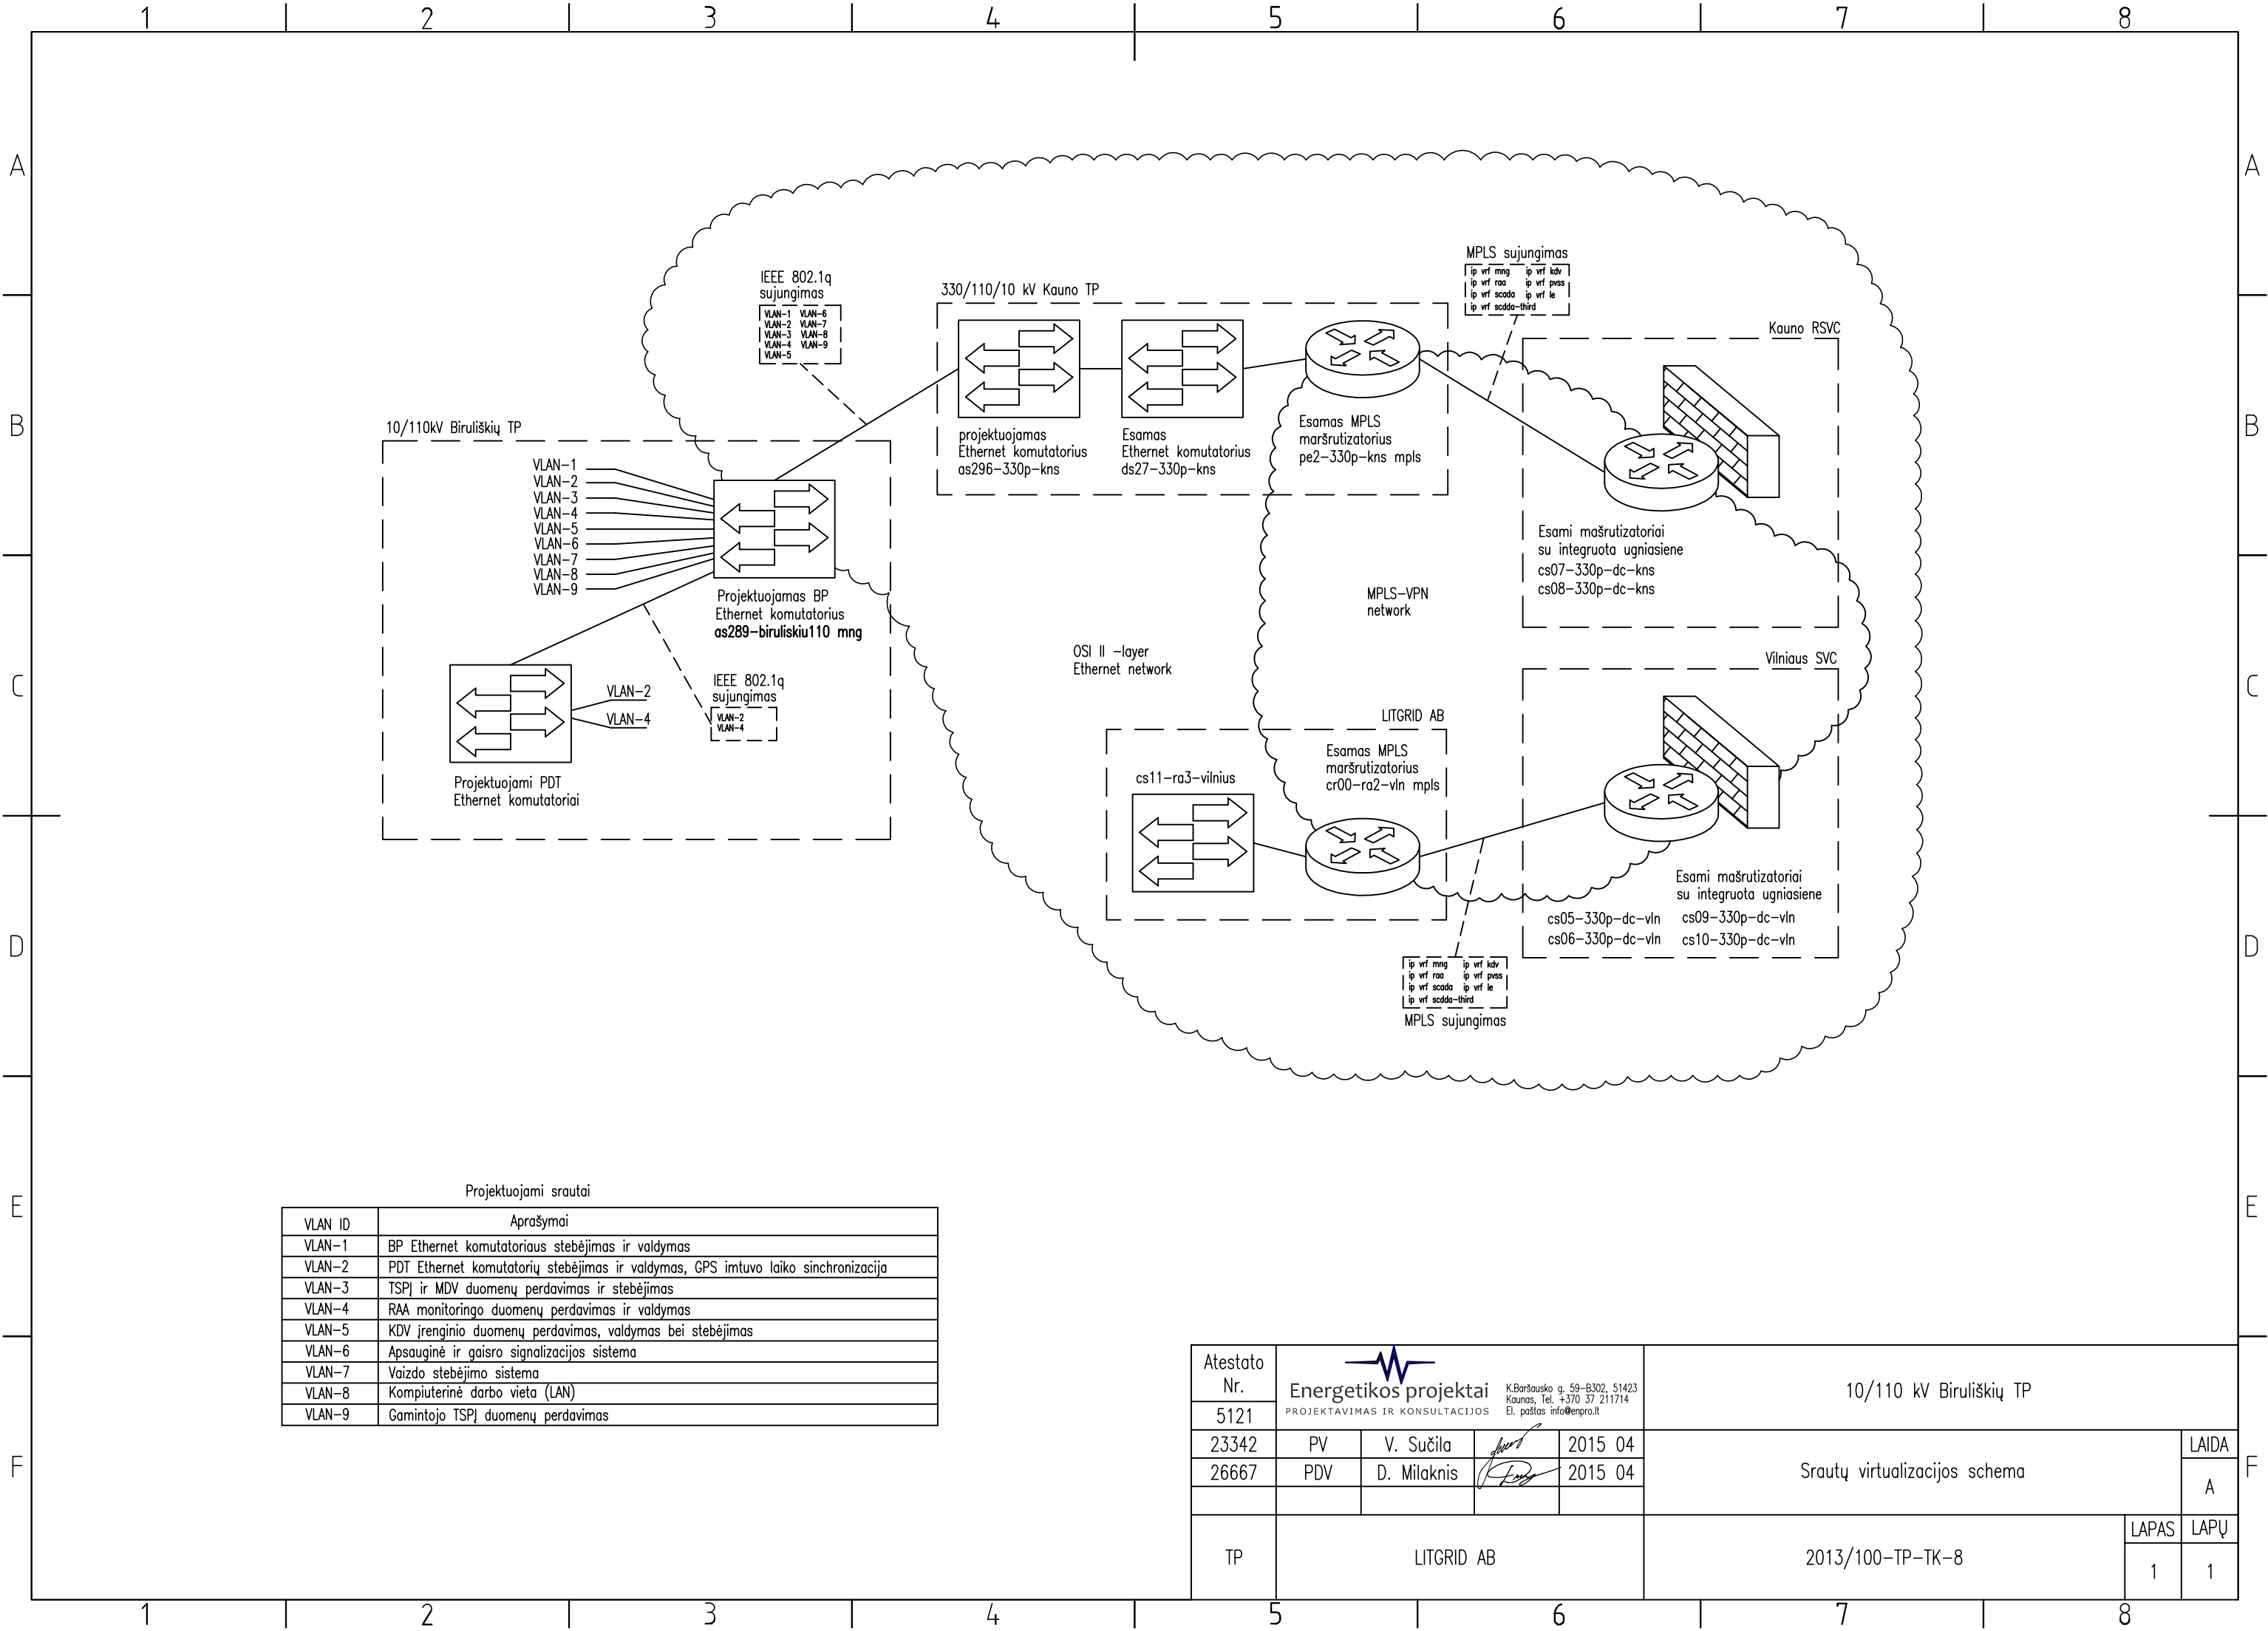 1 2 3 4 5 6 7 8
A
B
C
D
E
F
A
B
C
D
E
F
IEEE 802.1q
sujungimas
VLAN-1 VLAN-6
VLAN-2 VLAN-7
VLAN-3 VLAN-8
VLAN-4 VLAN-9
VLAN-5
330/110/10 kV Kauno TP
projektuojamas
Ethernet komutatorius
as296-330p-kns
Esamas
Ethernet komutatorius
ds27-330p-kns
Esamas MPLS
maršrutizatorius
pe2-330p-kns mpls
MPLS sujungimas
ip vrf mng ip vrf kdv
ip vrf raa ip vrf pvss
ip vrf scada ip vrf le
ip vrf scdda-third
Kauno RSVC
Esami mašrutizatoriai
su integruota ugniasiene
cs07-330p-dc-kns
cs08-330p-dc-kns
10/110kV Biruliškių TP
VLAN-1
VLAN-2
VLAN-3
VLAN-4
VLAN-5
VLAN-6
VLAN-7
VLAN-8
VLAN-9
Projektuojamas BP
Ethernet komutatorius
as289-biruliskiu110 mng
IEEE 802.1q
sujungimas
VLAN-2
VLAN-4
VLAN-2
VLAN-4
Projektuojami PDT
Ethernet komutatoriai
OSI II -layer
Ethernet network
MPLS-VPN
network
LITGRID AB
cs11-ra3-vilnius
Esamas MPLS
maršrutizatorius
cr00-ra2-vln mpls
Vilniaus SVC
Esami mašrutizatoriai
su integruota ugniasiene
cs05-330p-dc-vln cs09-330p-dc-vln
cs06-330p-dc-vln cs10-330p-dc-vln
ip vrf mng ip vrf kdv
ip vrf raa ip vrf pvss
ip vrf scada ip vrf le
ip vrf scdda-third
MPLS sujungimas
Projektuojami srautai
VLAN ID Aprašymai
VLAN-1 BP Ethernet komutatoriaus stebėjimas ir valdymas
VLAN-2 PDT Ethernet komutatorių stebėjimas ir valdymas, GPS imtuvo laiko sinchronizacija
VLAN-3 TSPĮ ir MDV duomenų perdavimas ir stebėjimas
VLAN-4 RAA monitoringo duomenų perdavimas ir valdymas
VLAN-5 KDV įrenginio duomenų perdavimas, valdymas bei stebėjimas
VLAN-6 Apsauginė ir gaisro signalizacijos sistema
VLAN-7 Vaizdo stebėjimo sistema
VLAN-8 Kompiuterinė darbo vieta (LAN)
VLAN-9 Gamintojo TSPĮ duomenų perdavimas
Atestato
Nr.
5121
Energetikos projektai
PROJEKTAVIMAS IR KONSULTACIJOS
K.Baršausko g. 59-B302, 51423
Kaunas, Tel. +370 37 211714
El. paštas info@enpro.lt
10/110 kV Biruliškių TP
23342 PV V. Sučila 2015 04
26667 PDV D. Milaknis 2015 04
Srautų virtualizacijos schema
LAIDA
A
TP LITGRID AB 2013/100-TP-TK-8
LAPAS LAPŲ
1 1
1 2 3 4 5 6 7 8